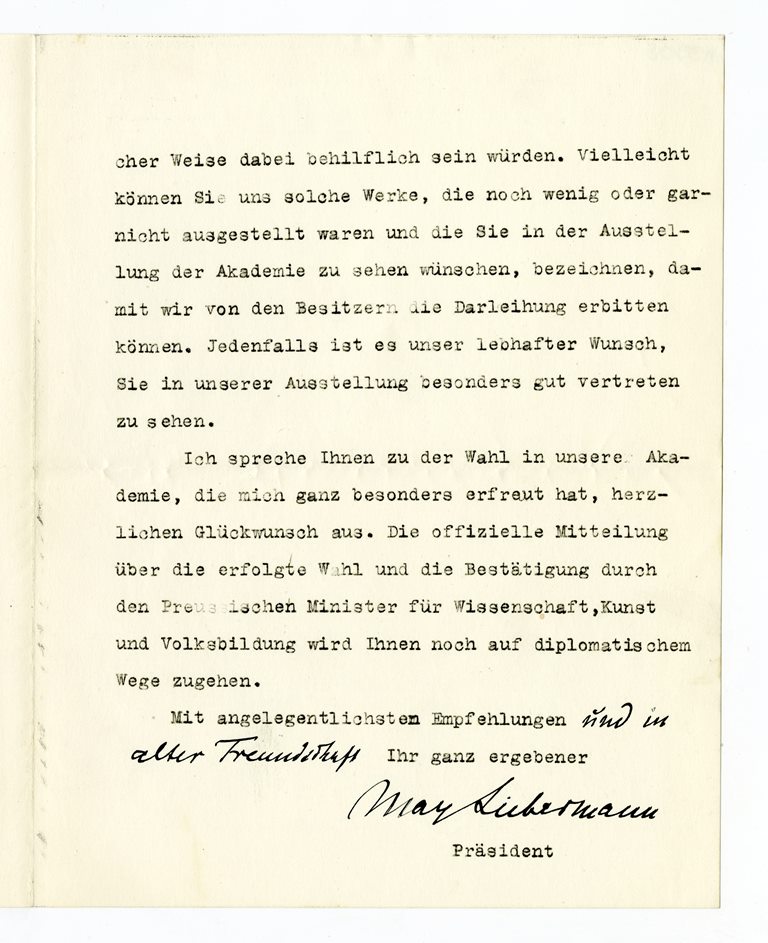 cher Weise dabei behilflich sein würden. Vielleicht
können Sie uns solche Werke, die noch wenig oder gar-
nicht ausgestellt waren und die Sie in der Ausstel-
lung der Akademie zu sehen wünschen, bezeichnen, da-
mit wir von den Besitzern die Darleihung erbitten
können. Jedenfalls ist es unser lebhafter Wunsch,
Sie in unserer Ausstellung besonders gut vertreten
zu sehen.
Ich spreche Ihnen zu der Wahl in unsere Aka-
demie, die mich ganz besonders erfreut hat, herz-
lichen Glückwunsch aus. Die offizielle Mitteilung
über die erfolgte Wahl und die Bestätigung durch
den Preussischen Minister für Wissenschaft,Kunst
und Volksbildung wird Ihnen noch auf diplomatischem
Wege zugehen.
Mit angelegentlichsten Empfehlungen und in
alter Freundschaft Ihr ganz ergebener
Max Liebermann
Präsident